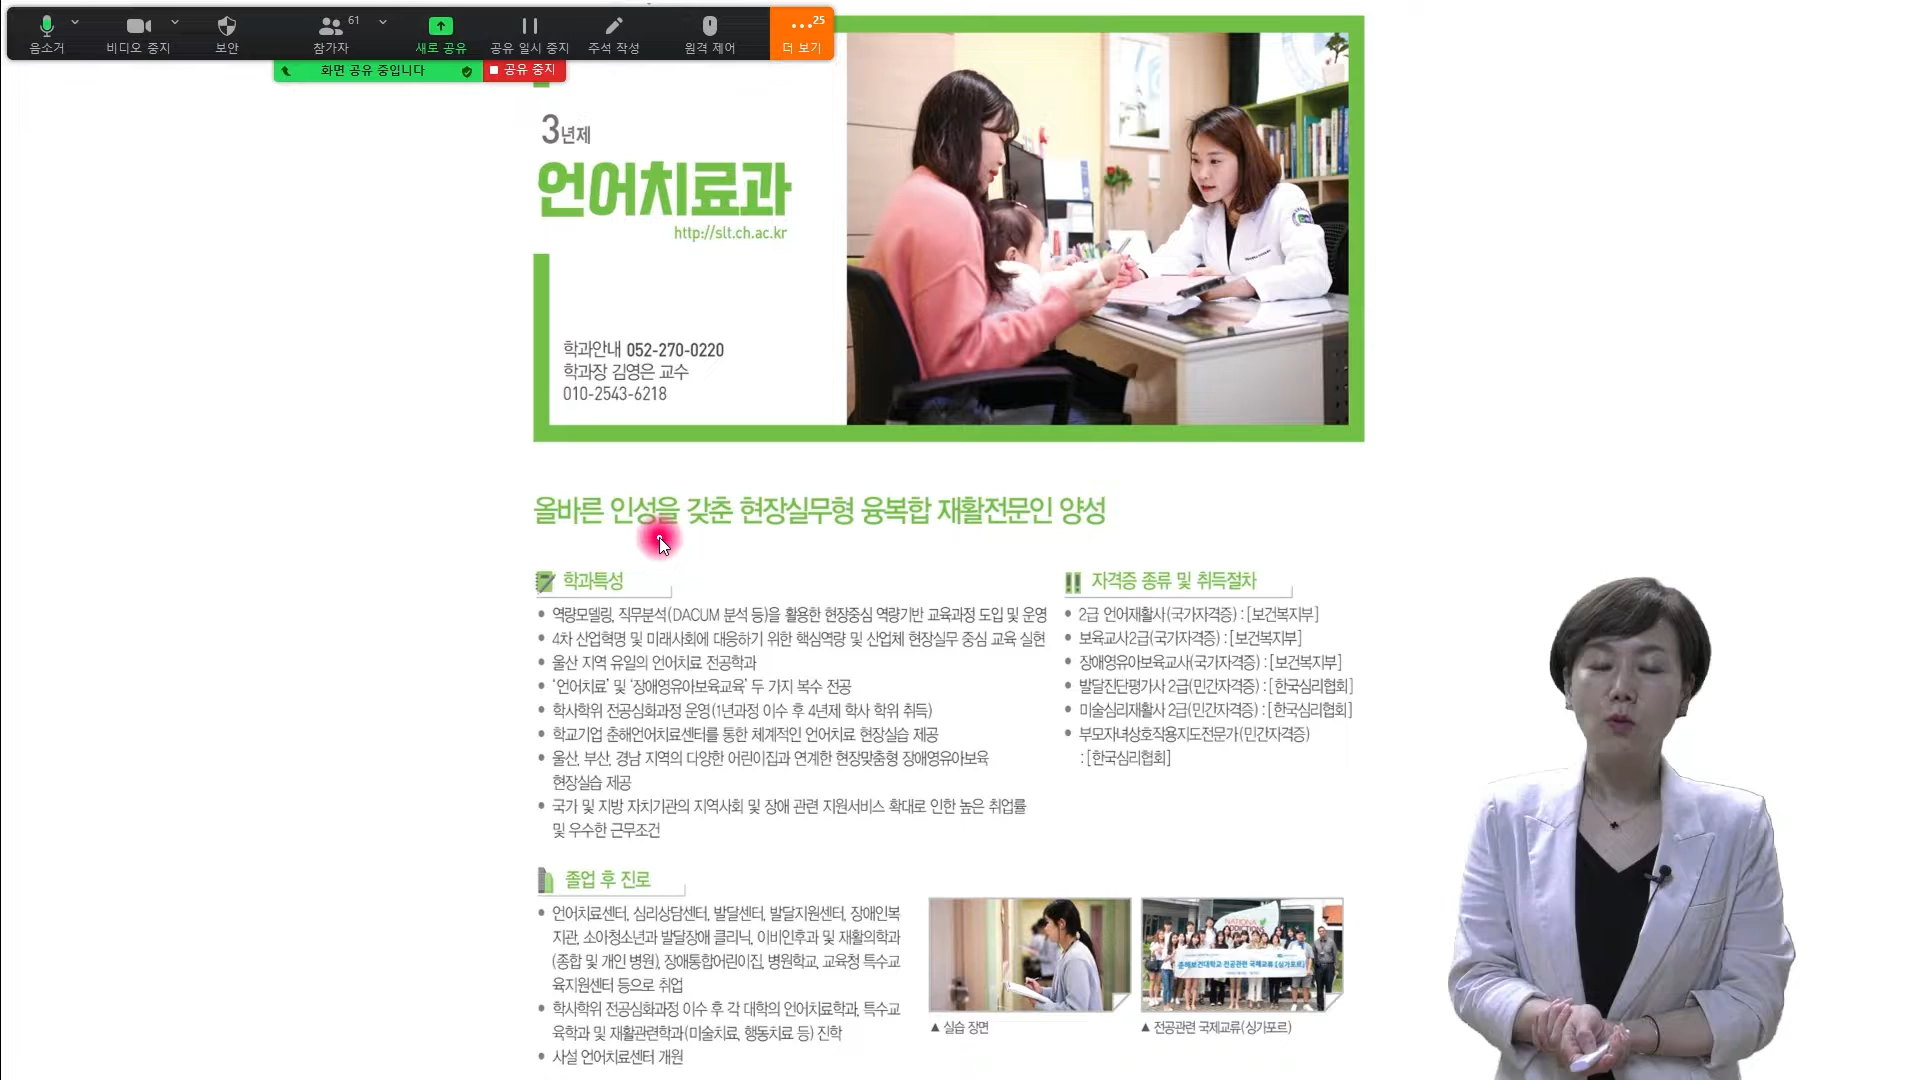 음소거
비디오 중지
보안
61
참가자
새로 공유
공유 일시 중지
주석 작성
원격 제어
25
더 보기
화면 공유 중입니다
공유 중지
3년제
언어치료과
http://slt.ch.ac.kr
학과안내 052-270-0220
학과장 김영은 교수
010-2543-6218
올바른 인성을 갖춘 현장실무형 융복합 재활전문인 양성
학과특성
• 역량모델링, 직무분석(DACUM 분석 등)을 활용한 현장중심 역량기반 교육과정 도입 및 운영
• 4차 산업혁명 및 미래사회에 대응하기 위한 핵심역량 및 산업체 현장실무 중심 교육 실현
• 울산 지역 유일의 언어치료 전공학과
• '언어치료' 및 '장애영유아보육교육' 두 가지 복수 전공
• 학사학위 전공심화과정 운영(1년과정 이수 후 4년제 학사 학위 취득)
• 학교기업 춘해언어치료센터를 통한 체계적인 언어치료 현장실습 제공
• 울산, 부산, 경남 지역의 다양한 어린이집과 연계한 현장맞춤형 장애영유아보육
현장실습 제공
• 국가 및 지방 자치기관의 지역사회 및 장애 관련 지원서비스 확대로 인한 높은 취업률
및 우수한 근무조건
자격증 종류 및 취득절차
• 2급 언어재활사(국가자격증) : [보건복지부]
• 보육교사2급(국가자격증) : [보건복지부]
• 장애영유아보육교사(국가자격증) : [보건복지부]
• 발달진단평가사 2급(민간자격증) : [한국심리협회]
• 미술심리재활사 2급(민간자격증) : [한국심리협회]
• 부모자녀상호작용지도전문가(민간자격증)
: [한국심리협회]
졸업 후 진로
• 언어치료센터, 심리상담센터, 발달센터, 발달지원센터, 장애인복
지관, 소아청소년과 발달장애 클리닉, 이비인후과 및 재활의학과
(종합 및 개인 병원), 장애통합어린이집, 병원학교, 교육청 특수교
육지원센터 등으로 취업
• 학사학위 전공심화과정 이수 후 각 대학의 언어치료학과, 특수교
육학과 및 재활관련학과(미술치료, 행동치료 등) 진학
• 사설 언어치료센터 개원
춘해보건대학교 전공관련 국제교류 [싱가포르]
▲ 실습 장면
▲ 전공관련 국제교류(싱가포르)